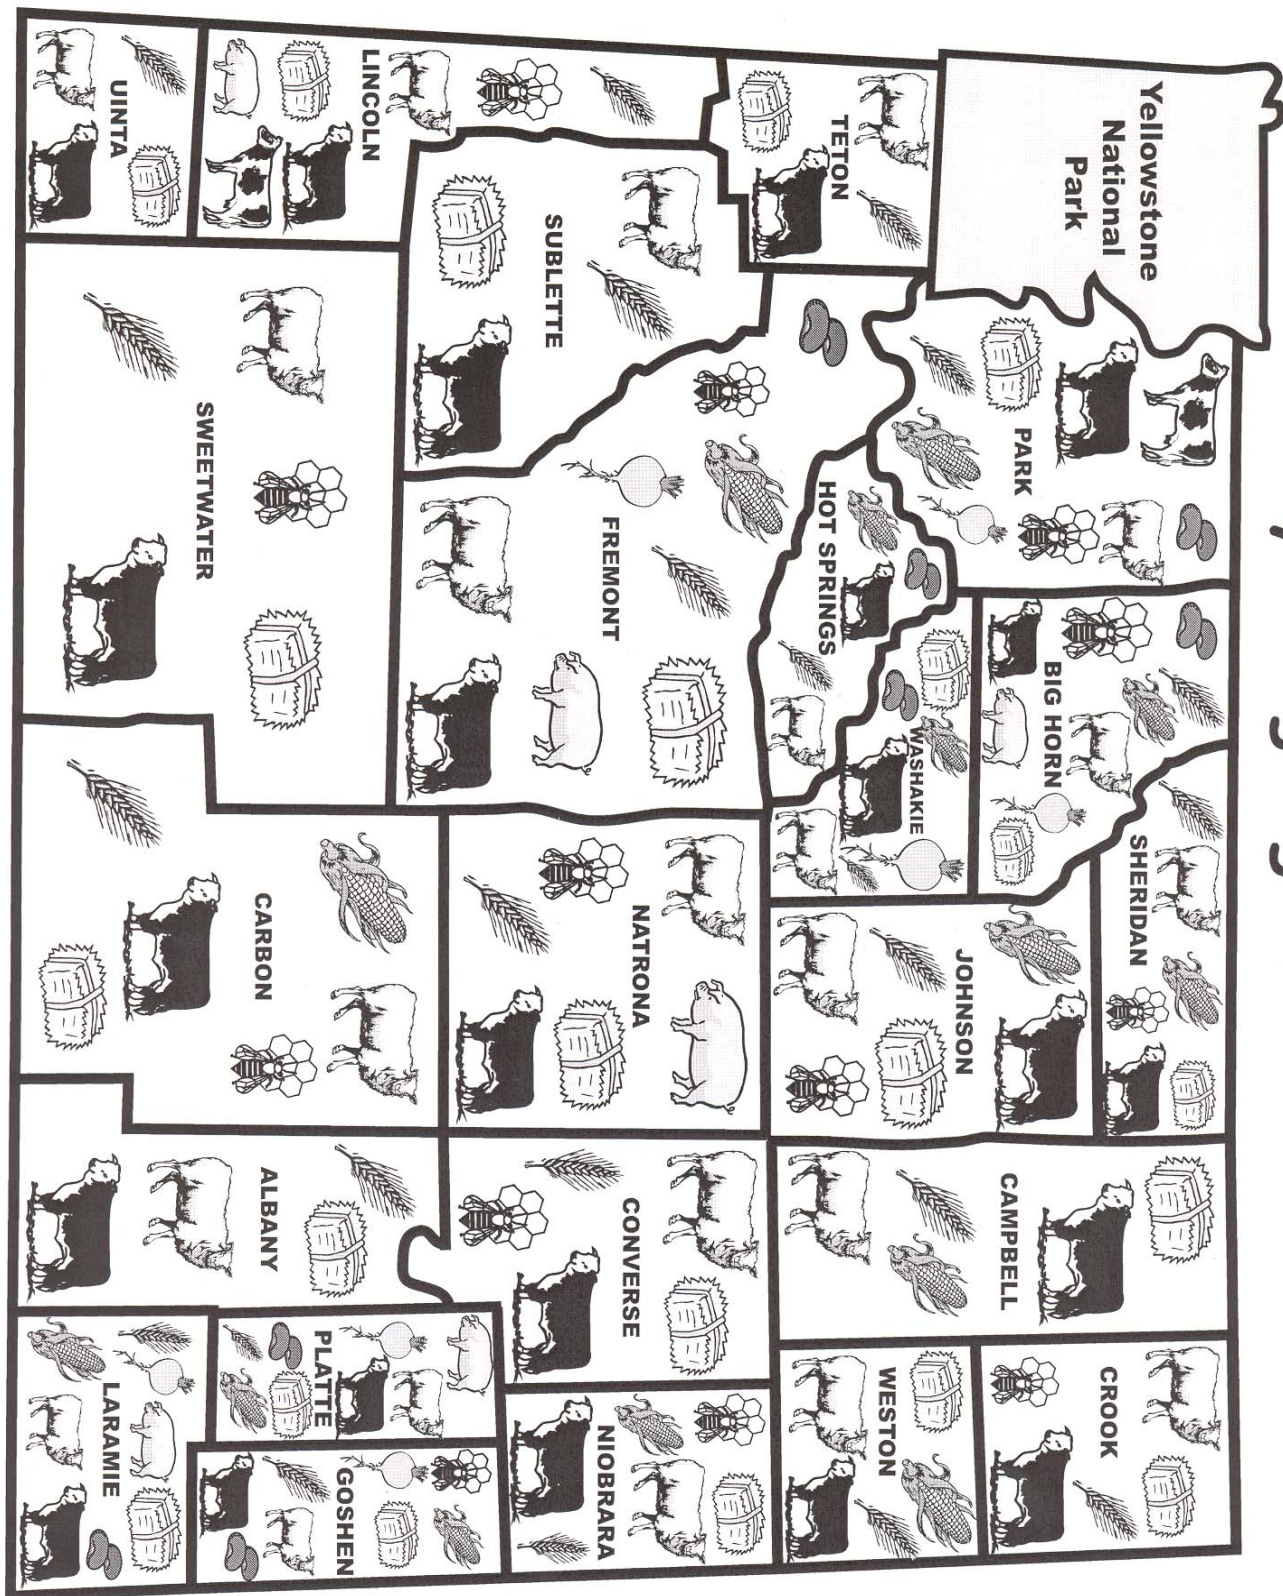 Yellowstone
National
Park
SHERIDAN
CROOK
BIG HORN
PARK
CAMPBELL
JOHNSON
WASHAKIE
WESTON
TETON
HOT SPRINGS
FREMONT
NATRONA
CONVERSE
NIOBRARA
SUBLETTE
LINCOLN
GOSHEN
PLATTE
CARBON
ALBANY
SWEETWATER
UINTA
LARAMIE